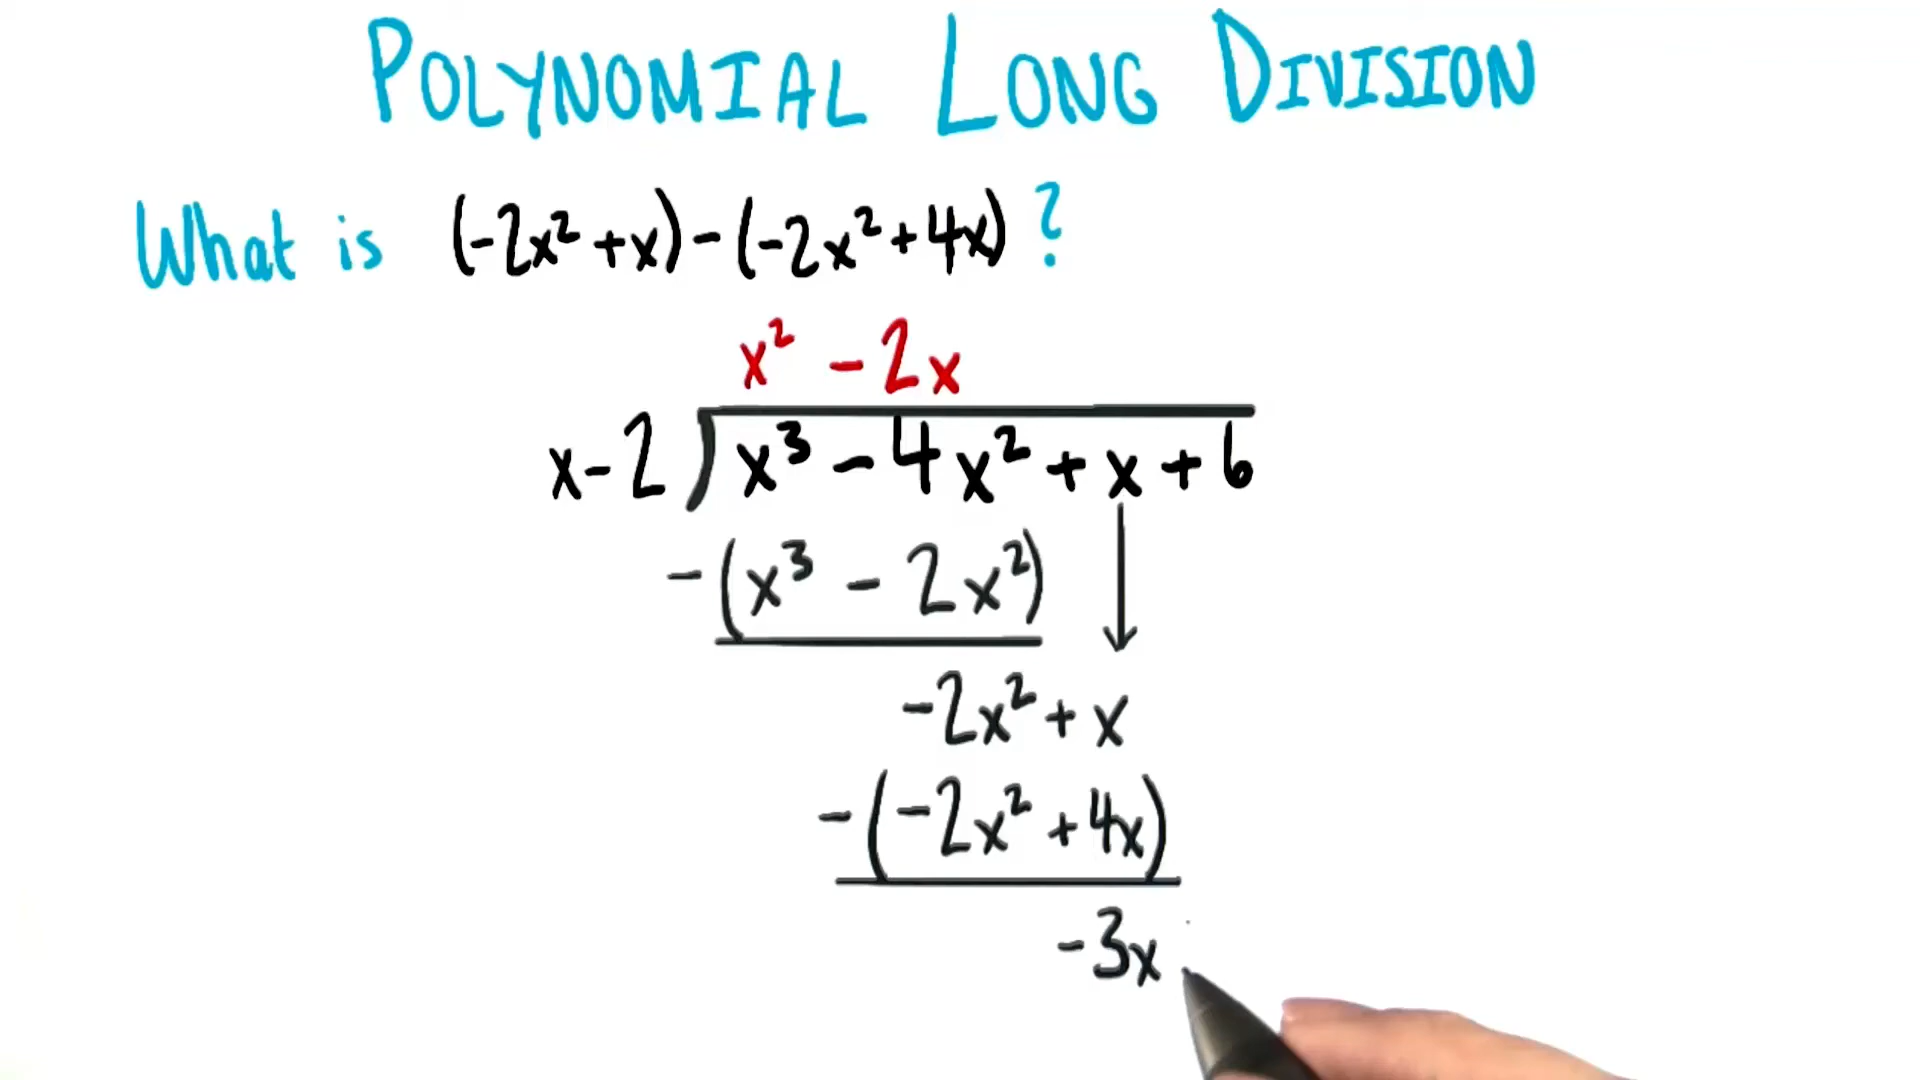 POLYNOMIAL LONG DIVISION
What is (-2x² + x) - (-2x² + 4x)?
x² - 2x
x - 2 ) x³ - 4x² + x + 6
- (x³ - 2x²)
-2x² + x
- (-2x² + 4x)
-3x